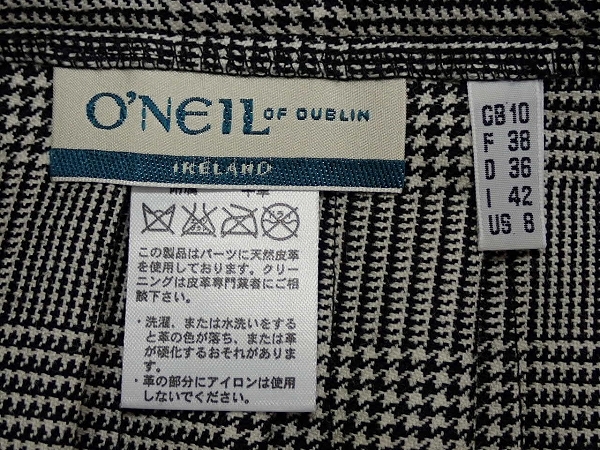 O'NEIL OF DUBLIN
IRELAND
GB 10
F 38
D 36
I 42
US 8
この製品はパーツに天然皮革
を使用しております。クリー
ニングは皮革専門業者にご相
談下さい。
・洗濯、または水洗いをする
と革の色が落ち、または革
が硬化するおそれがありま
す。
・革の部分にアイロンは使用
しないでください。